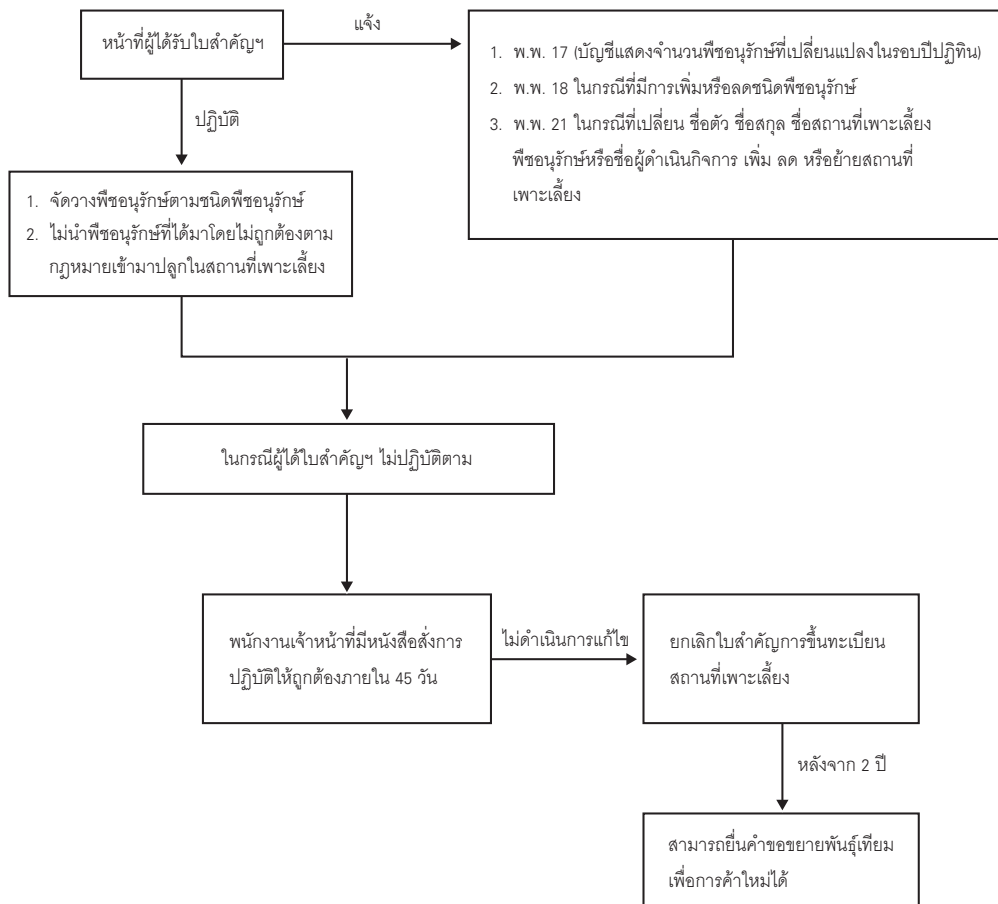 หน้าที่ผู้ได้รับใบสำคัญฯ
แจ้ง
1. พ.พ. 17 (บัญชีแสดงจำนวนพืชอนุรักษ์ที่เปลี่ยนแปลงในรอบปีปฏิทิน)
2. พ.พ. 18 ในกรณีที่มีการเพิ่มหรือลดชนิดพืชอนุรักษ์
3. พ.พ. 21 ในกรณีที่เปลี่ยน ชื่อตัว ชื่อสกุล ชื่อสถานที่เพาะเลี้ยง
พืชอนุรักษ์หรือชื่อผู้ดำเนินกิจการ เพิ่ม ลด หรือย้ายสถานที่
เพาะเลี้ยง
ปฏิบัติ
1. จัดวางพืชอนุรักษ์ตามชนิดพืชอนุรักษ์
2. ไม่นำพืชอนุรักษ์ที่ได้มาโดยไม่ถูกต้องตาม
กฎหมายเข้ามาปลูกในสถานที่เพาะเลี้ยง
ในกรณีผู้ได้ใบสำคัญฯ ไม่ปฏิบัติตาม
พนักงานเจ้าหน้าที่มีหนังสือสั่งการ
ปฏิบัติให้ถูกต้องภายใน 45 วัน
ไม่ดำเนินการแก้ไข
ยกเลิกใบสำคัญการขึ้นทะเบียน
สถานที่เพาะเลี้ยง
หลังจาก 2 ปี
สามารถยื่นคำขอขยายพันธุ์เทียม
เพื่อการค้าใหม่ได้